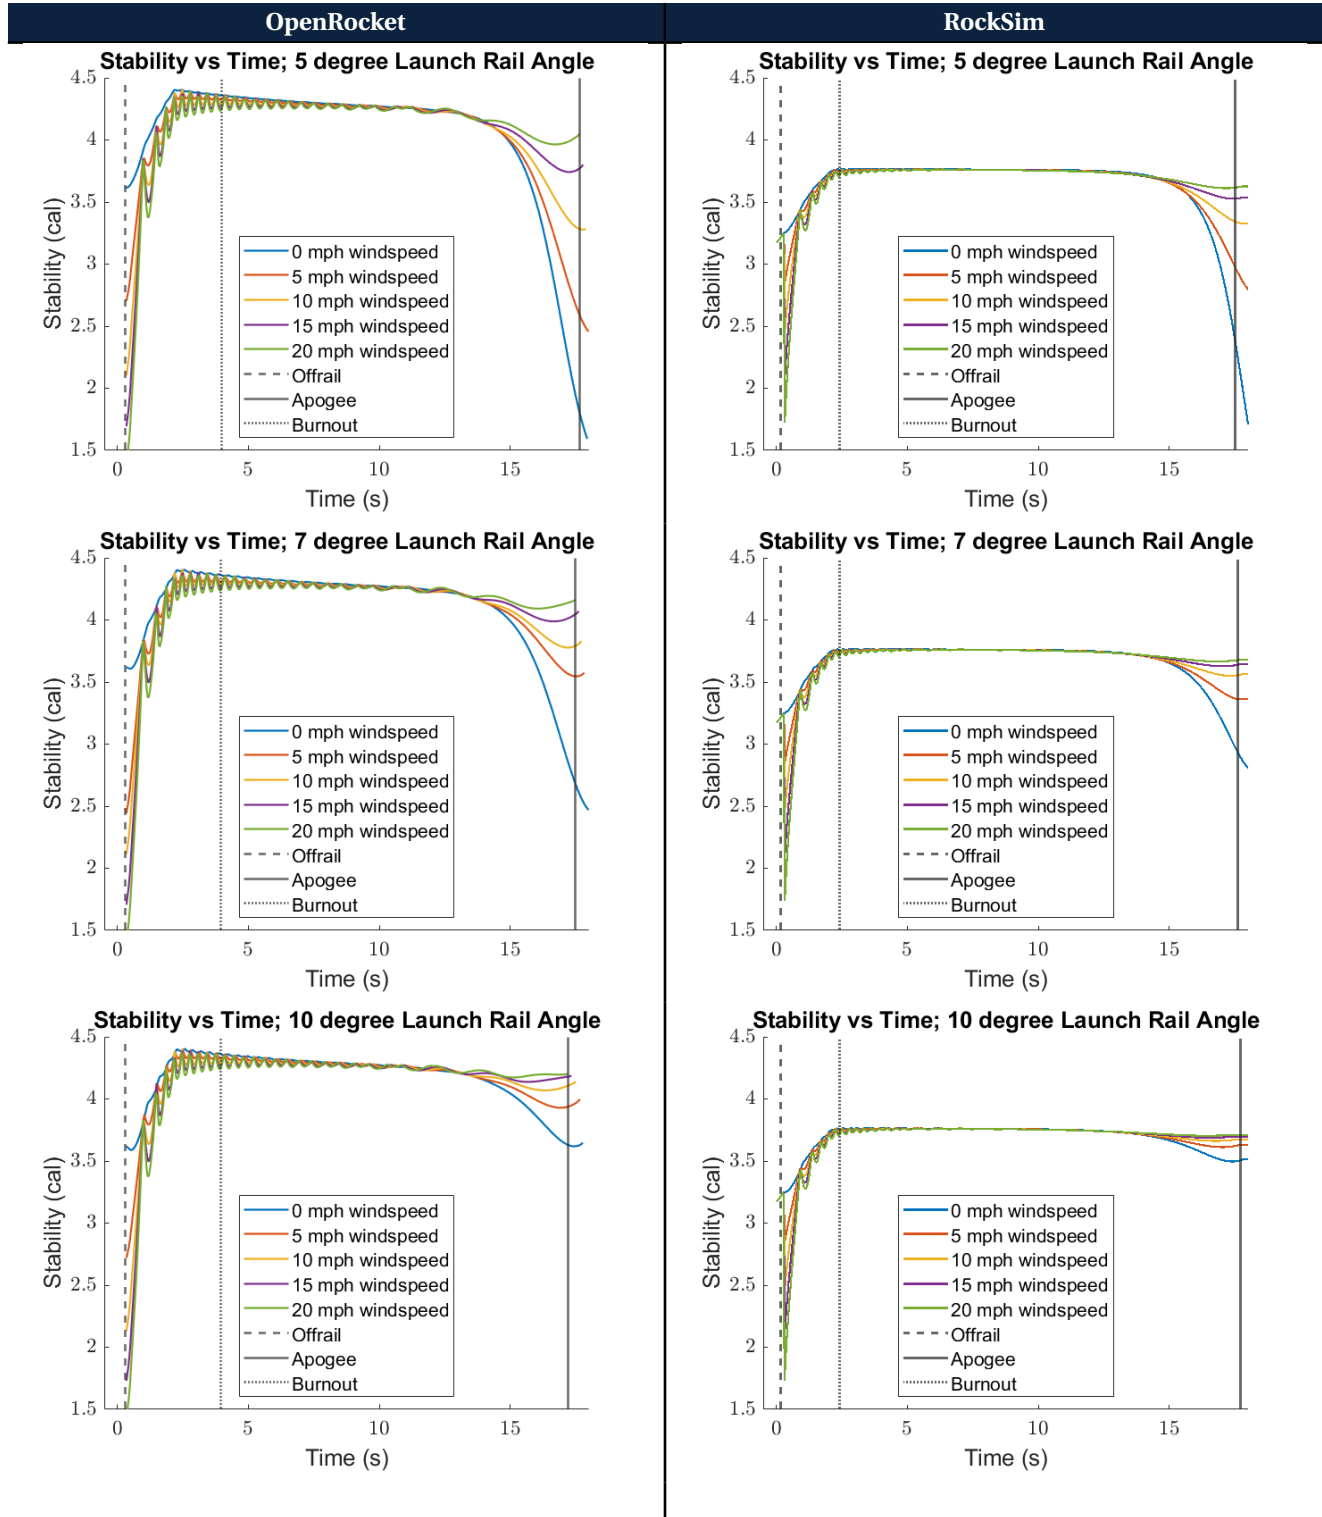 OpenRocket
RockSim
Stability vs Time; 5 degree Launch Rail Angle
4.5
4
3.5
3
2.5
2
1.5
Stability (cal)
0 mph windspeed
5 mph windspeed
10 mph windspeed
15 mph windspeed
20 mph windspeed
Offrail
Apogee
Burnout
0 5 10 15
Time (s)
Stability vs Time; 5 degree Launch Rail Angle
4.5
4
3.5
3
2.5
2
1.5
Stability (cal)
0 mph windspeed
5 mph windspeed
10 mph windspeed
15 mph windspeed
20 mph windspeed
Offrail
Apogee
Burnout
0 5 10 15
Time (s)
Stability vs Time; 7 degree Launch Rail Angle
4.5
4
3.5
3
2.5
2
1.5
Stability (cal)
0 mph windspeed
5 mph windspeed
10 mph windspeed
15 mph windspeed
20 mph windspeed
Offrail
Apogee
Burnout
0 5 10 15
Time (s)
Stability vs Time; 7 degree Launch Rail Angle
4.5
4
3.5
3
2.5
2
1.5
Stability (cal)
0 mph windspeed
5 mph windspeed
10 mph windspeed
15 mph windspeed
20 mph windspeed
Offrail
Apogee
Burnout
0 5 10 15
Time (s)
Stability vs Time; 10 degree Launch Rail Angle
4.5
4
3.5
3
2.5
2
1.5
Stability (cal)
0 mph windspeed
5 mph windspeed
10 mph windspeed
15 mph windspeed
20 mph windspeed
Offrail
Apogee
Burnout
0 5 10 15
Time (s)
Stability vs Time; 10 degree Launch Rail Angle
4.5
4
3.5
3
2.5
2
1.5
Stability (cal)
0 mph windspeed
5 mph windspeed
10 mph windspeed
15 mph windspeed
20 mph windspeed
Offrail
Apogee
Burnout
0 5 10 15
Time (s)